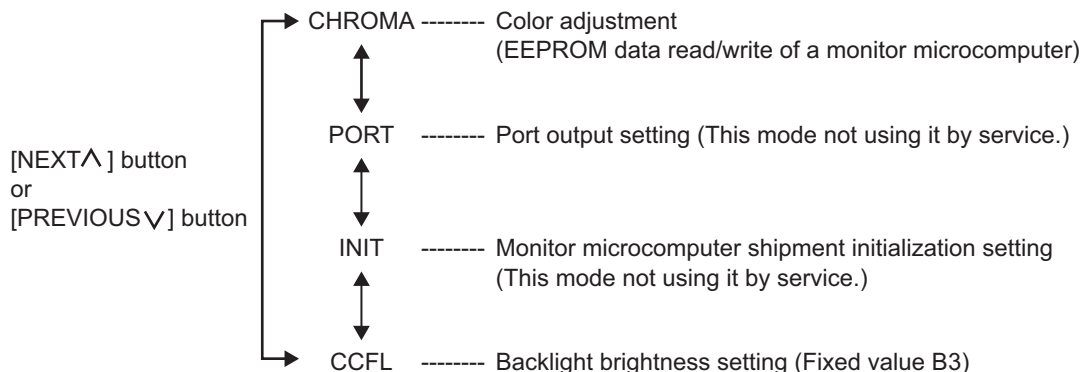 CHROMA -------- Color adjustment
(EEPROM data read/write of a monitor microcomputer)
PORT -------- Port output setting (This mode not using it by service.)
[NEXT∧ ] button
or
[PREVIOUS∨] button
INIT -------- Monitor microcomputer shipment initialization setting
(This mode not using it by service.)
CCFL -------- Backlight brightness setting (Fixed value B3)